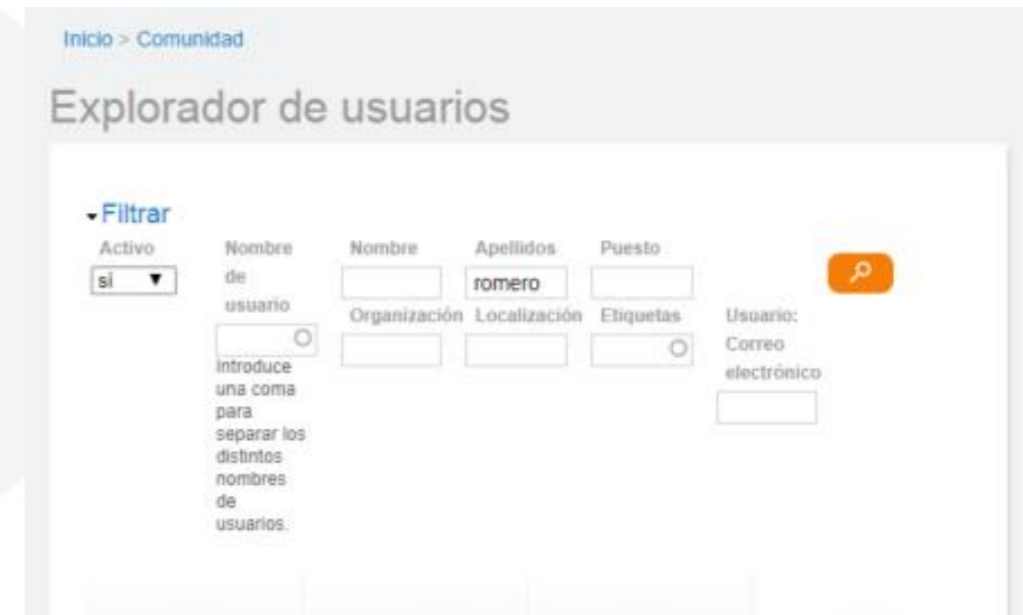 Inicio > Comunidad
Explorador de usuarios
Filtrar
Activo
sí
Nombre
de
usuario
Introduce
una coma
para
separar los
distintos
nombres
de
usuarios.
Nombre
Apellidos
romero
Puesto
Organización
Localización
Etiquetas
Usuario:
Correo
electrónico